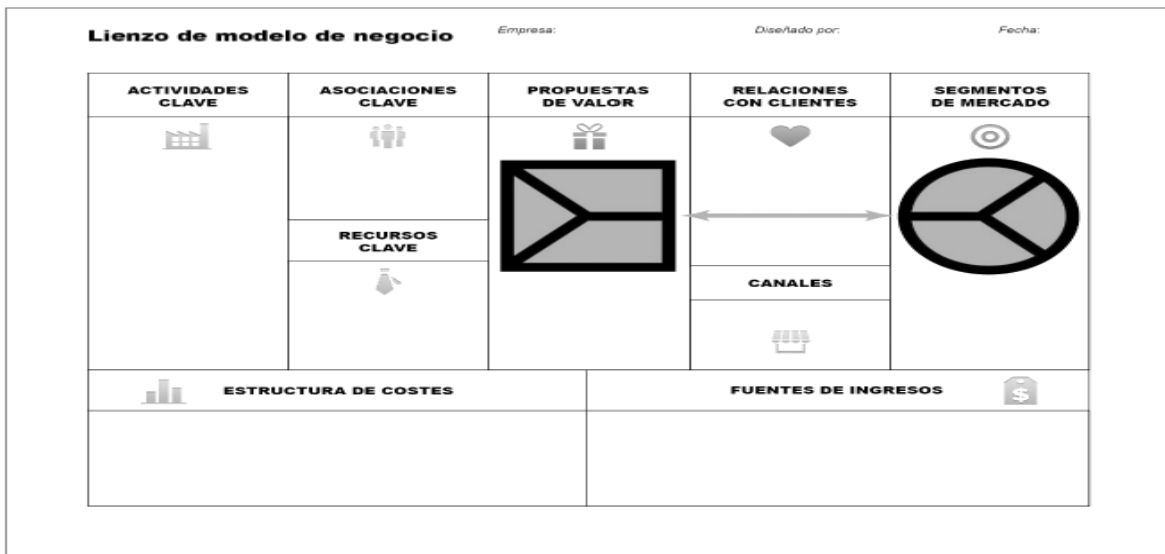 Lienzo de modelo de negocio
Empresa:
Diseñado por:
Fecha:
ACTIVIDADES
CLAVE
ASOCIACIONES
CLAVE
PROPUESTAS
DE VALOR
RELACIONES
CON CLIENTES
SEGMENTOS
DE MERCADO
RECURSOS
CLAVE
CANALES
ESTRUCTURA DE COSTES
FUENTES DE INGRESOS
$